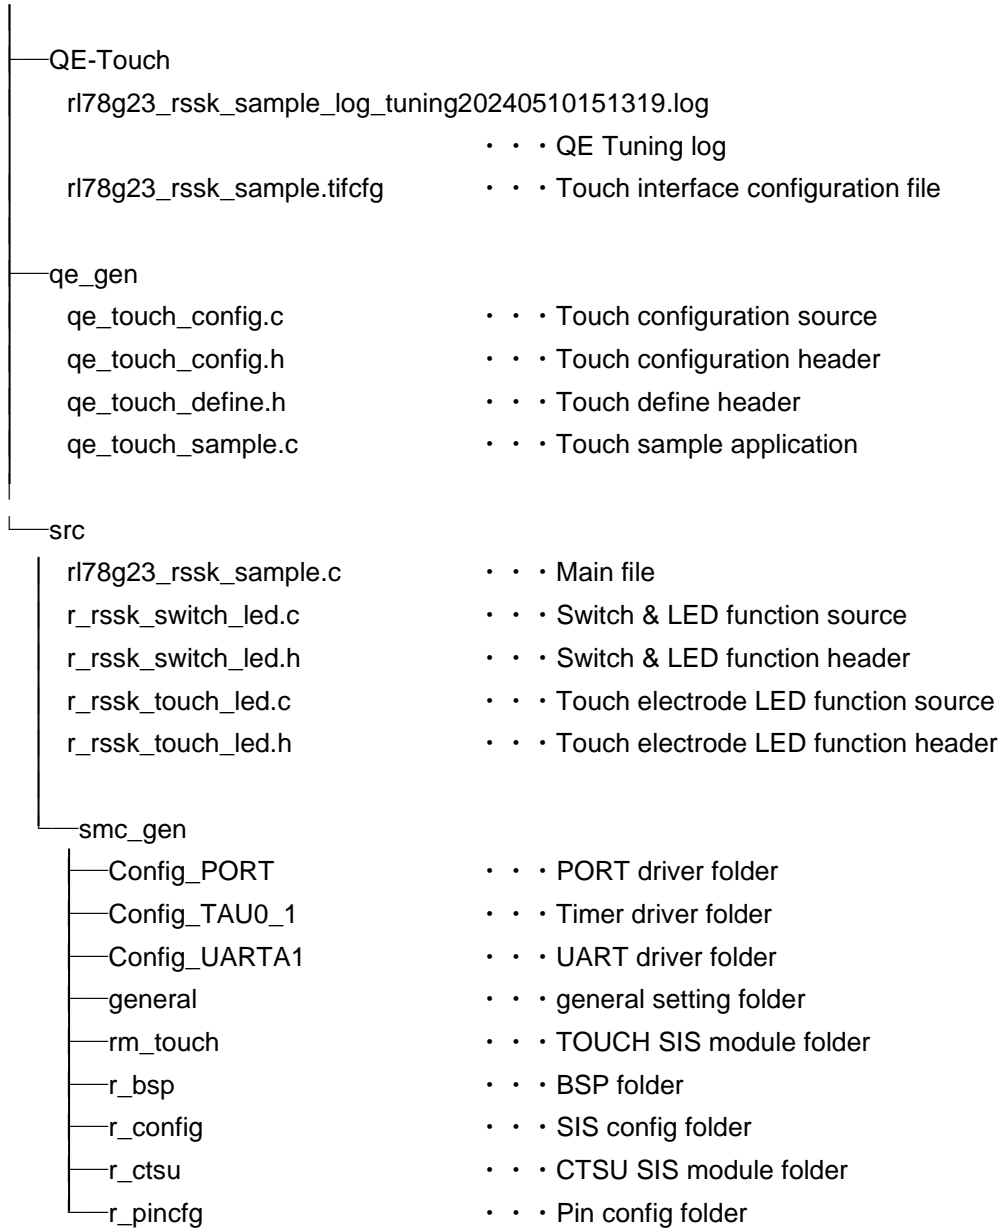 QE-Touch
rl78g23_rssk_sample_log_tuning20240510151319.log
・・・QE Tuning log
rl78g23_rssk_sample.tifcfg ・・・Touch interface configuration file
qe_gen
qe_touch_config.c ・・・Touch configuration source
qe_touch_config.h ・・・Touch configuration header
qe_touch_define.h ・・・Touch define header
qe_touch_sample.c ・・・Touch sample application
src
rl78g23_rssk_sample.c ・・・Main file
r_rssk_switch_led.c ・・・Switch & LED function source
r_rssk_switch_led.h ・・・Switch & LED function header
r_rssk_touch_led.c ・・・Touch electrode LED function source
r_rssk_touch_led.h ・・・Touch electrode LED function header
smc_gen
Config_PORT ・・・PORT driver folder
Config_TAU0_1 ・・・Timer driver folder
Config_UARTA1 ・・・UART driver folder
general ・・・general setting folder
rm_touch ・・・TOUCH SIS module folder
r_bsp ・・・BSP folder
r_config ・・・SIS config folder
r_ctsu ・・・CTSU SIS module folder
r_pincfg ・・・Pin config folder